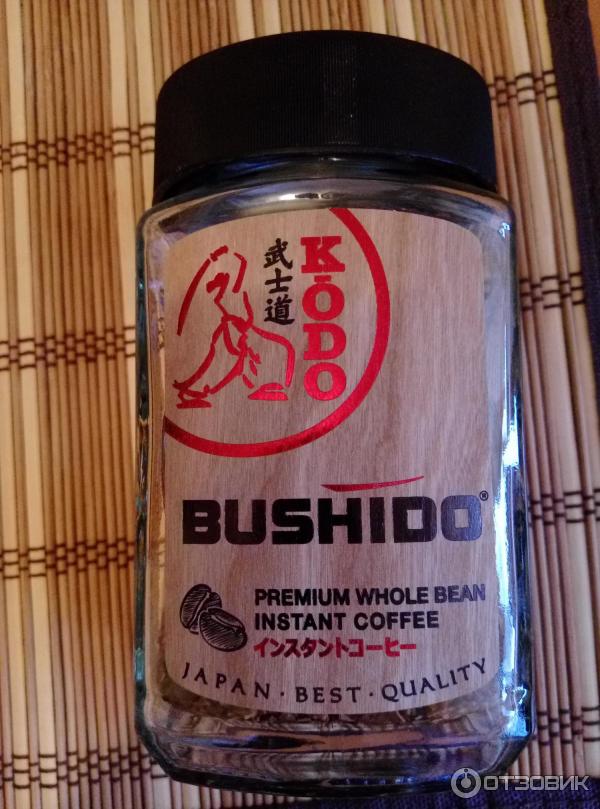 武士道
KŌDO
BUSHIDO®
PREMIUM WHOLE BEAN
INSTANT COFFEE
インスタントコーヒー
JAPAN · BEST · QUALITY
ОТЗОВИК